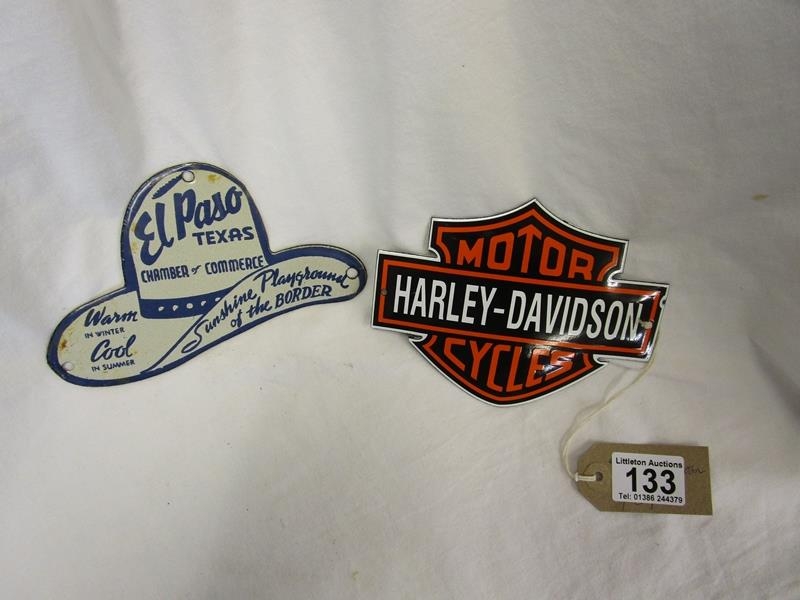 El Paso
TEXAS
CHAMBER of COMMERCE
Sunshine Playground
of the BORDER
Warm
IN WINTER
Cool
IN SUMMER
MOTOR
HARLEY-DAVIDSON
CYCLES
Littleton Auctions
133
Tel: 01386 244379